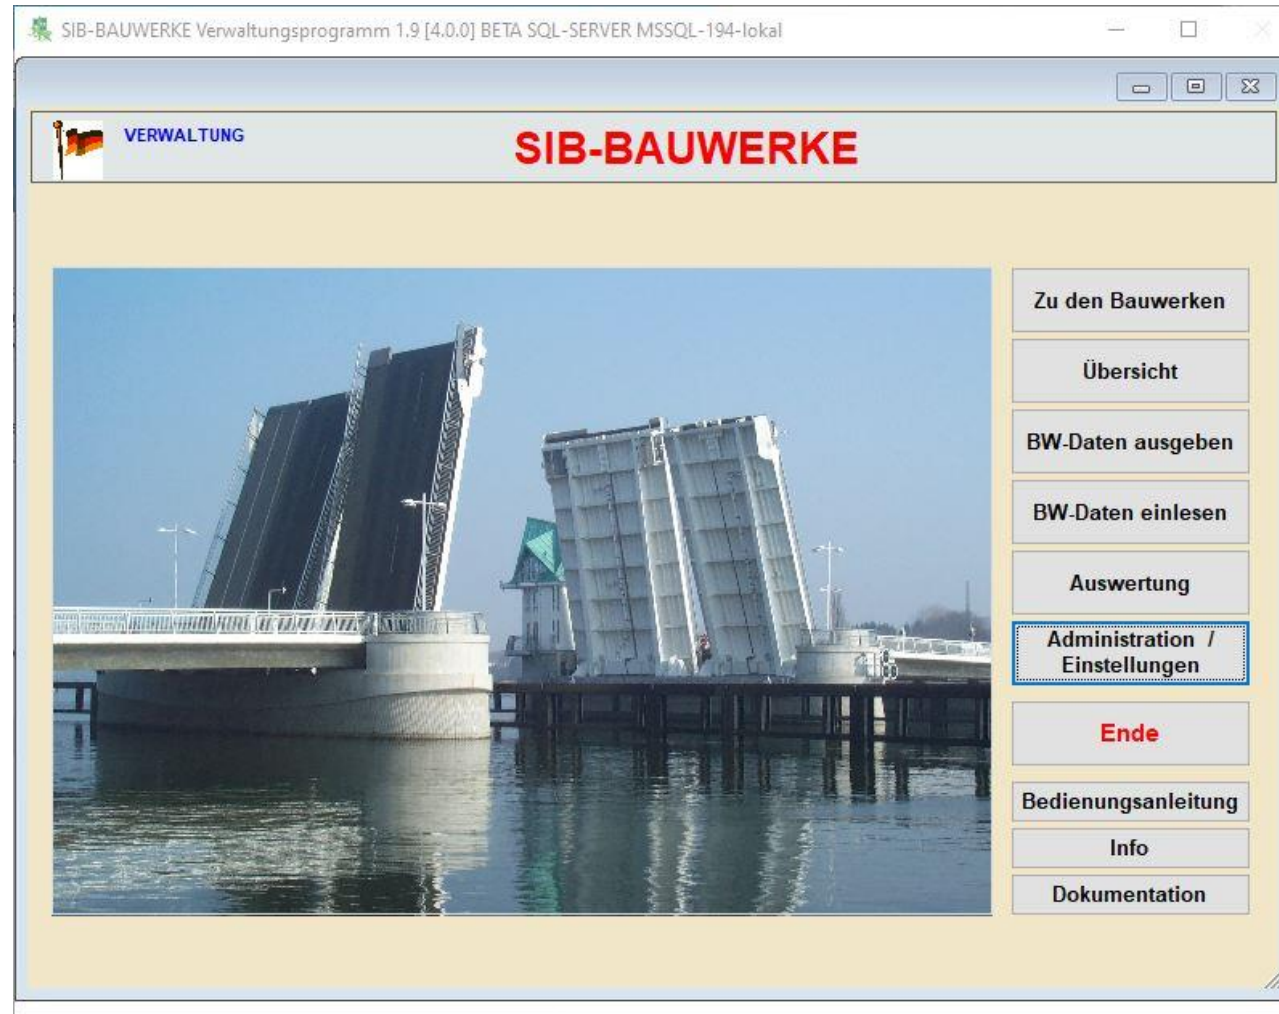 SIB-BAUWERKE Verwaltungsprogramm 1.9 [4.0.0] BETA SQL-SERVER MSSQL-194-lokal
VERWALTUNG
SIB-BAUWERKE
Zu den Bauwerken
Übersicht
BW-Daten ausgeben
BW-Daten einlesen
Auswertung
Administration /
Einstellungen
Ende
Bedienungsanleitung
Info
Dokumentation